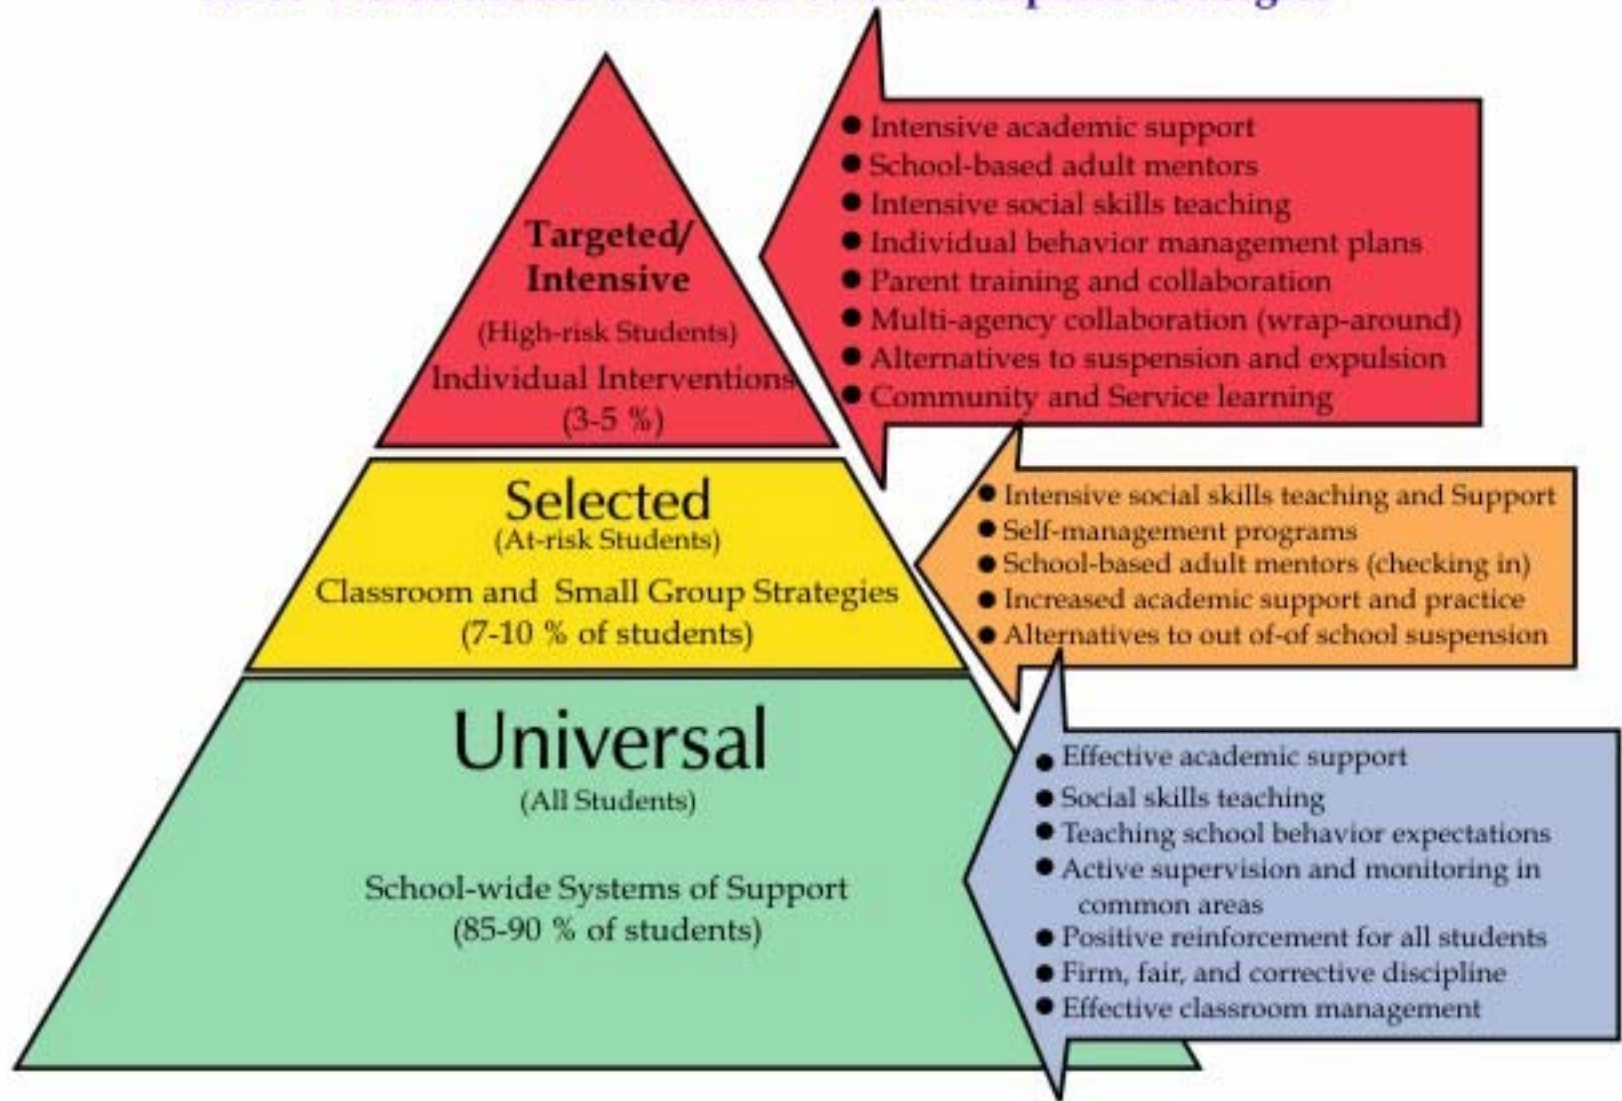 Targeted/
Intensive
(High-risk Students)
Individual Interventions
(3-5 %)
● Intensive academic support
● School-based adult mentors
● Intensive social skills teaching
● Individual behavior management plans
● Parent training and collaboration
● Multi-agency collaboration (wrap-around)
● Alternatives to suspension and expulsion
● Community and Service learning
Selected
(At-risk Students)
Classroom and Small Group Strategies
(7-10 % of students)
● Intensive social skills teaching and Support
● Self-management programs
● School-based adult mentors (checking in)
● Increased academic support and practice
● Alternatives to out of-of school suspension
Universal
(All Students)
School-wide Systems of Support
(85-90 % of students)
● Effective academic support
● Social skills teaching
● Teaching school behavior expectations
● Active supervision and monitoring in
common areas
● Positive reinforcement for all students
● Firm, fair, and corrective discipline
● Effective classroom management